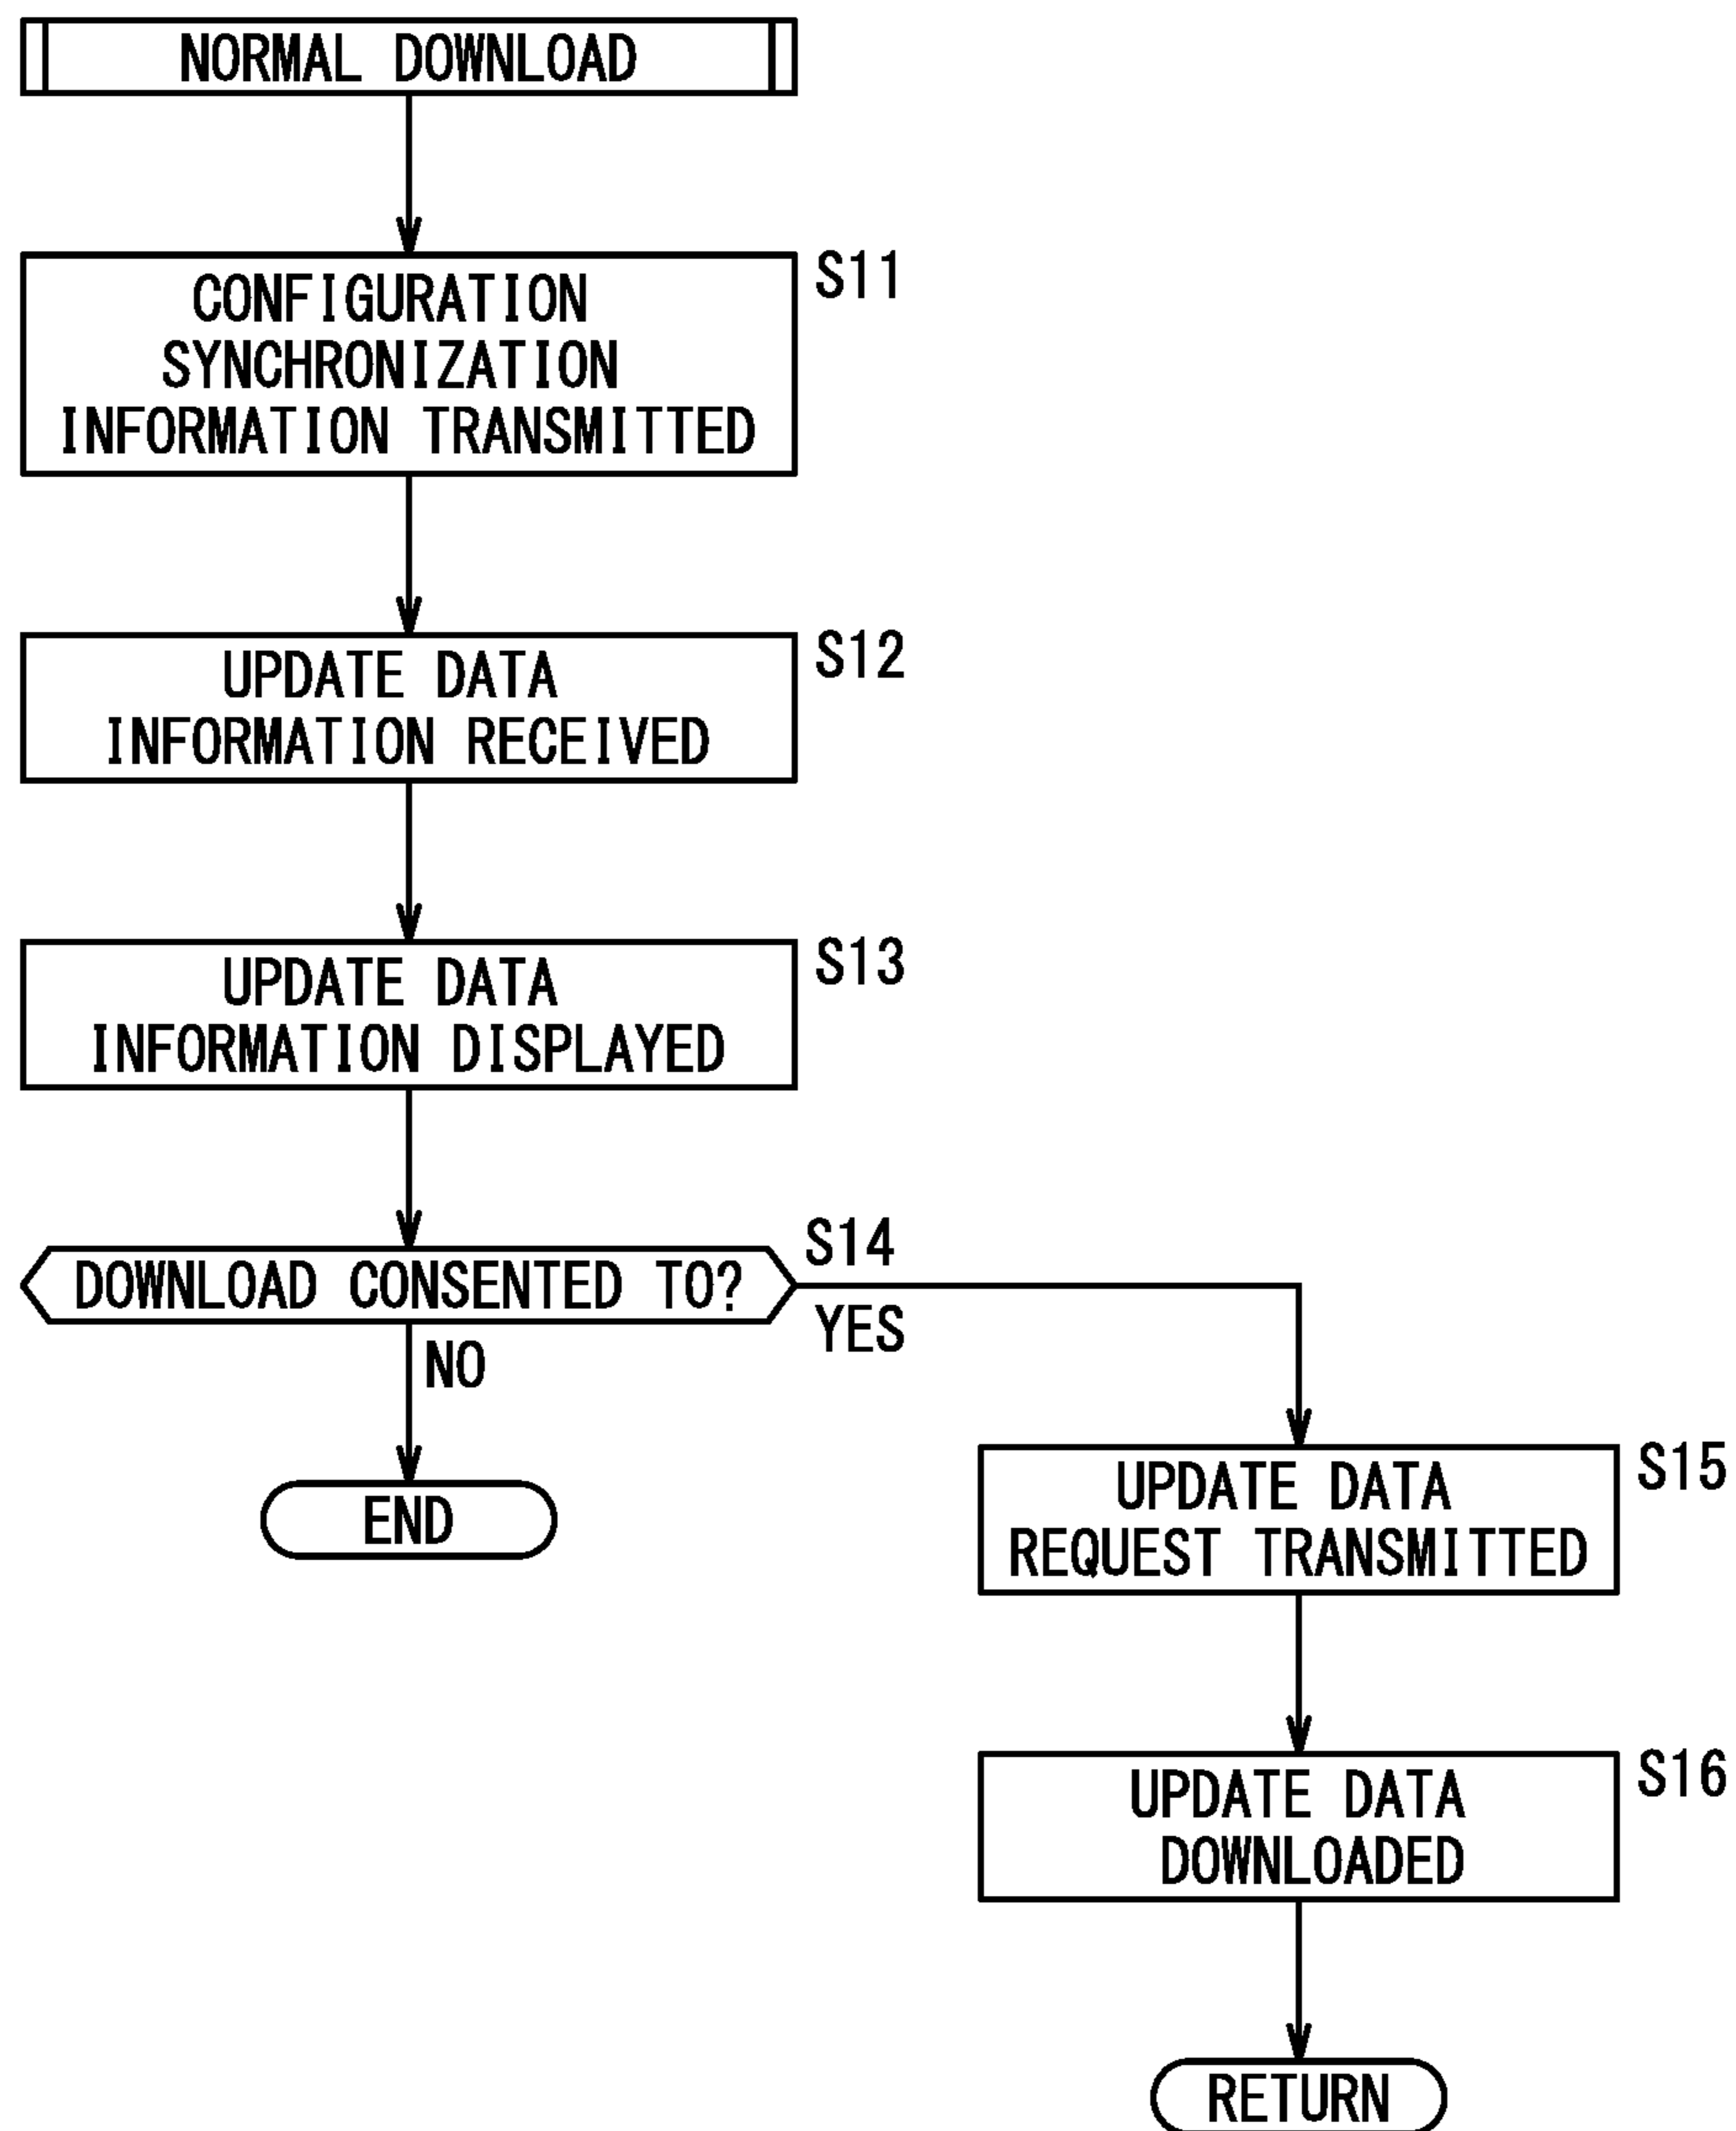 NORMAL DOWNLOAD
CONFIGURATION
SYNCHRONIZATION
INFORMATION TRANSMITTED
S11
UPDATE DATA
INFORMATION RECEIVED
S12
UPDATE DATA
INFORMATION DISPLAYED
S13
DOWNLOAD CONSENTED TO?
S14
YES
NO
END
UPDATE DATA
REQUEST TRANSMITTED
S15
UPDATE DATA
DOWNLOADED
S16
RETURN